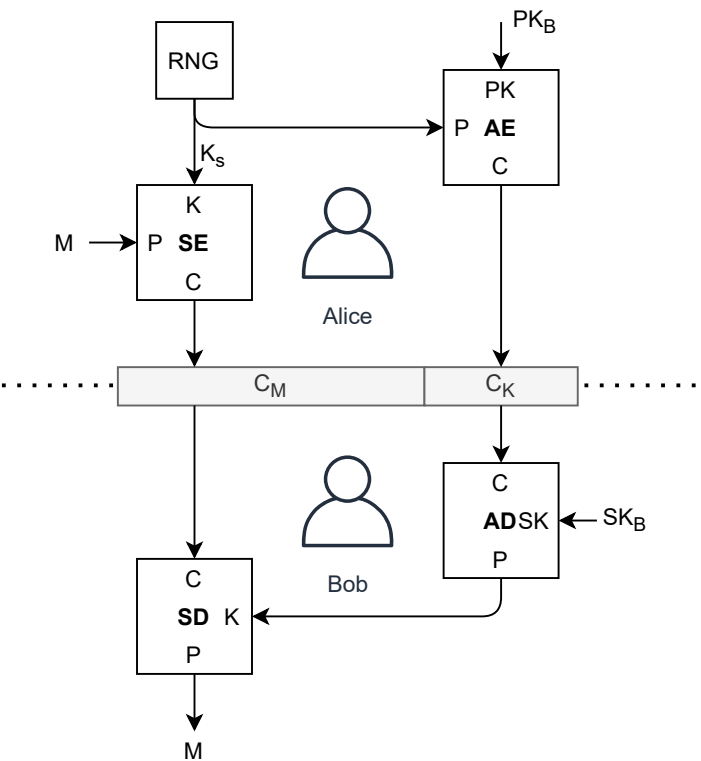 PK_B
RNG
PK
P AE
C
K_s
K
M P SE
C
Alice
C_M C_K
C
AD SK SK_B
P
Bob
C
SD K
P
M